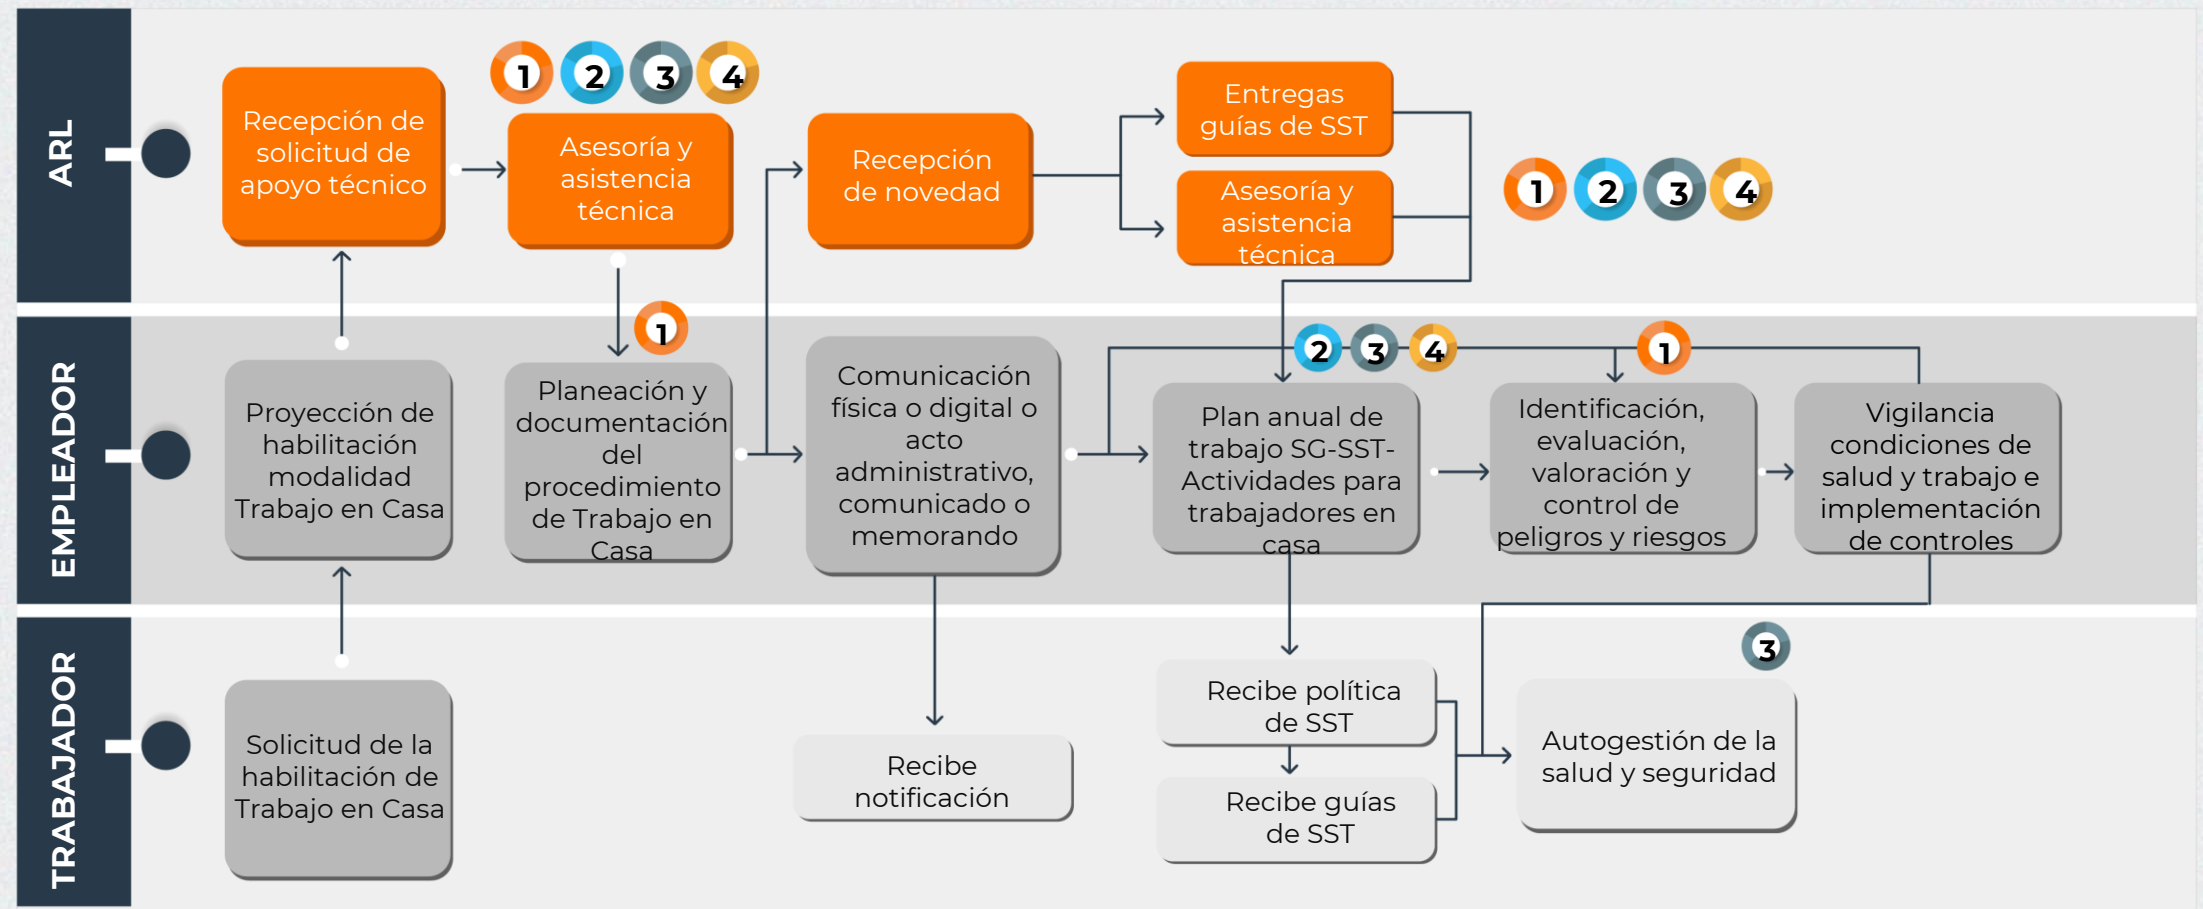 ARL
Recepción de
solicitud de
apoyo técnico
1 2 3 4
Asesoría y
asistencia
técnica
Recepción
de novedad
Entregas
guías de SST
Asesoría y
asistencia
técnica
1 2 3 4
EMPLEADOR
Proyección de
habilitación
modalidad
Trabajo en Casa
1
Planeación y
documentación
del
procedimiento
de Trabajo en
Casa
Comunicación
física o digital o
acto
administrativo,
comunicado o
memorando
2 3 4
Plan anual de
trabajo SG-SST-
Actividades para
trabajadores en
casa
1
Identificación,
evaluación,
valoración y
control de
peligros y riesgos
Vigilancia
condiciones de
salud y trabajo e
implementación
de controles
TRABAJADOR
Solicitud de la
habilitación de
Trabajo en Casa
Recibe
notificación
Recibe política
de SST
Recibe guías
de SST
3
Autogestión de la
salud y seguridad